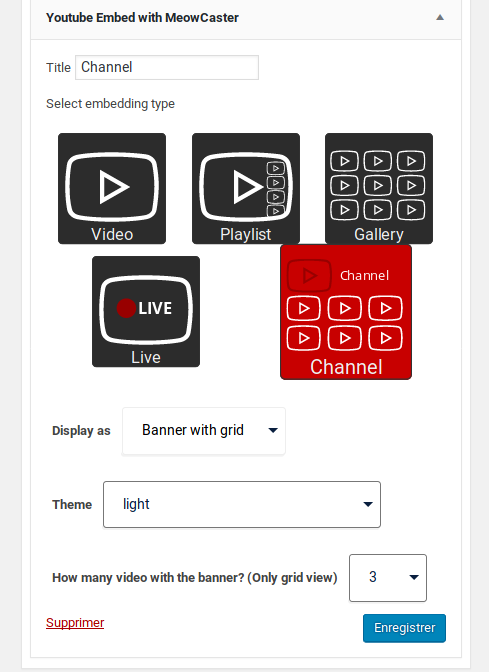 Youtube Embed with MeowCaster
Title Channel
Select embedding type
Video Playlist Gallery
LIVE
Live
Channel
Channel
Display as Banner with grid
Theme light
How many video with the banner? (Only grid view) 3
Supprimer Enregistrer